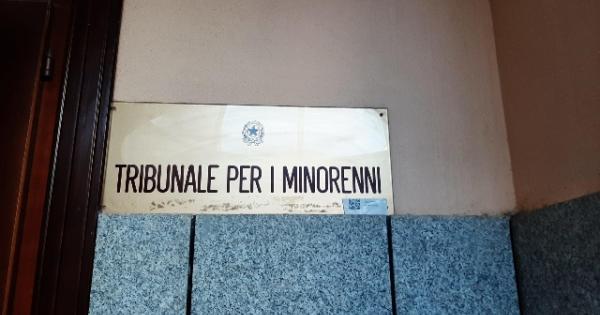 TRIBUNALE PER I MINORENNI